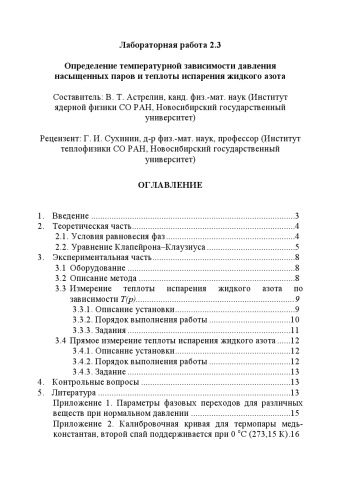 Лабораторная работа 2.3
Определение температурной зависимости давления
насыщенных паров и теплоты испарения жидкого азота
Составитель: В. Т. Астрелин, канд. физ.-мат. наук (Институт
ядерной физики СО РАН, Новосибирский государственный
университет)
Рецензент: Г. И. Сухинин, д-р физ.-мат. наук, профессор (Институт
теплофизики СО РАН, Новосибирский государственный
университет)
ОГЛАВЛЕНИЕ
1. Введение ........................................................................3
2. Теоретическая часть........................................................4
2.1. Условия равновесия фаз.............................................4
2.2. Уравнение Клапейрона–Клаузиуса..............................5
3. Экспериментальная часть.................................................8
3.1 Оборудование ............................................................8
3.2 Описание метода ........................................................8
3.3 Измерение теплоты испарения жидкого азота по
зависимости T(p)..............................................................9
3.3.1. Описание установки................................................9
3.3.2. Порядок выполнения работы ..................................10
3.3.3. Задания ................................................................11
3.4 Прямое измерение теплоты испарения жидкого азота ......12
3.4.1. Описание установки................................................12
3.4.2. Порядок выполнения работы ..................................12
3.4.3. Задание ................................................................13
4. Контрольные вопросы .....................................................13
5. Литература .....................................................................13
Приложение 1. Параметры фазовых переходов для различных
веществ при нормальном давлении ....................................15
Приложение 2. Калибровочная кривая для термопары медь-
константан, второй спай поддерживается при 0 °С (273,15 К).16